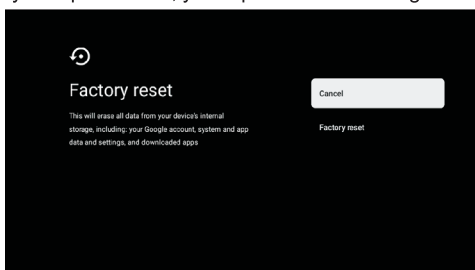 Factory reset
This will erase all data from your device's internal
storage, including: your Google account, system and app
data and settings, and downloaded apps
Cancel
Factory reset